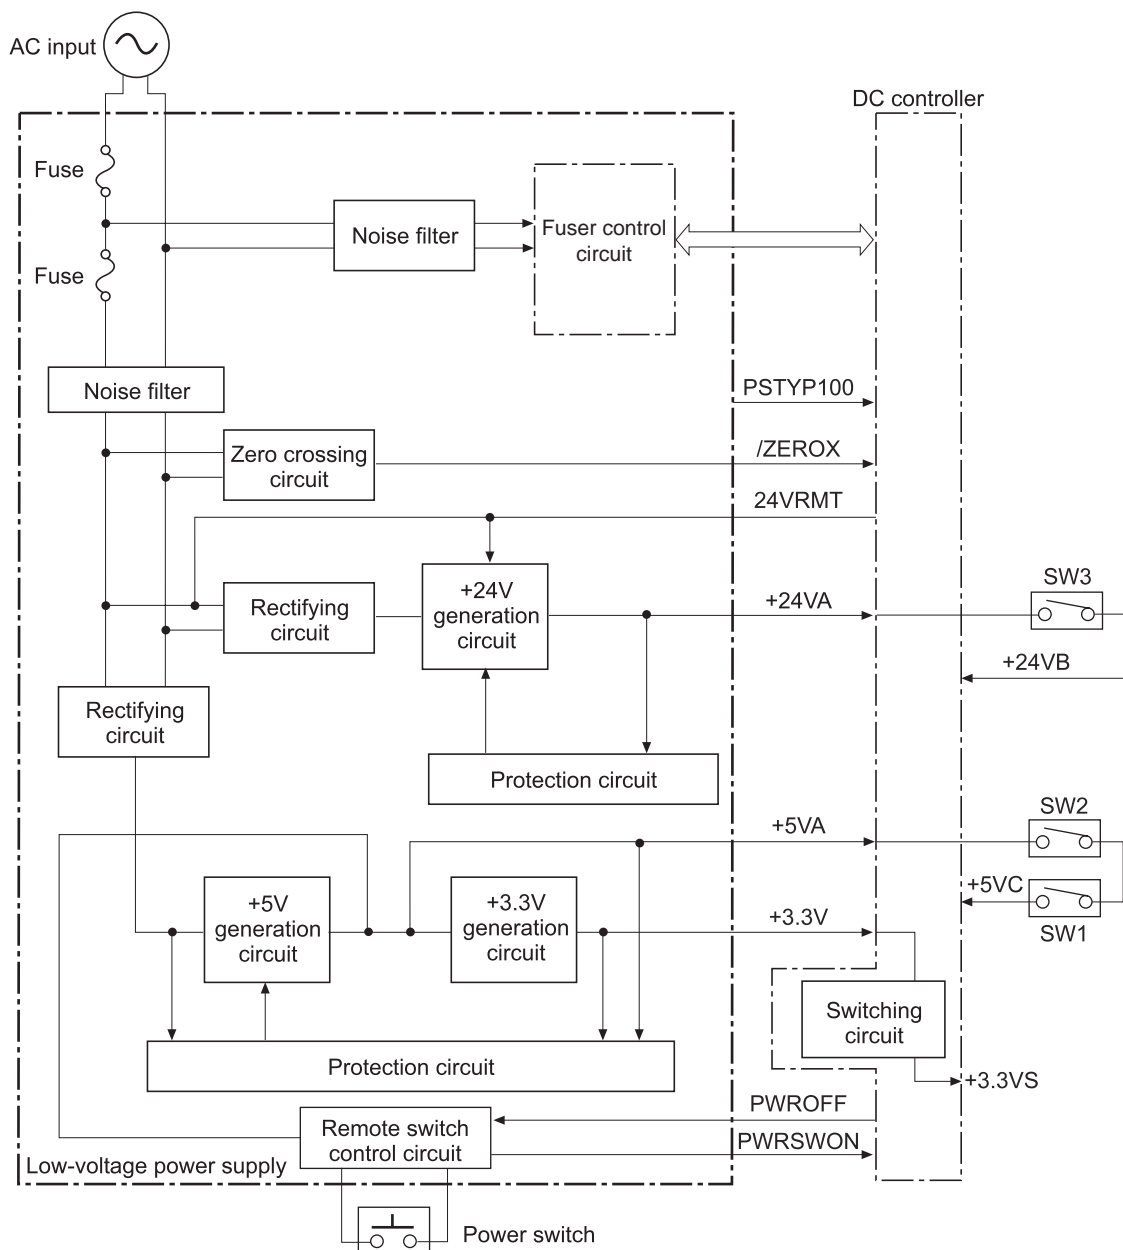 AC input
DC controller
Fuse
Noise filter
Fuser control
circuit
Fuse
Noise filter
PSTYP100
Zero crossing
circuit
/ZEROX
24VRMT
Rectifying
circuit
+24V
generation
circuit
+24VA
SW3
+24VB
Rectifying
circuit
Protection circuit
+5VA
SW2
+5V
generation
circuit
+3.3V
generation
circuit
+3.3V
+5VC
SW1
Switching
circuit
Protection circuit
+3.3VS
PWROFF
Remote switch
control circuit
PWRSWON
Low-voltage power supply
Power switch